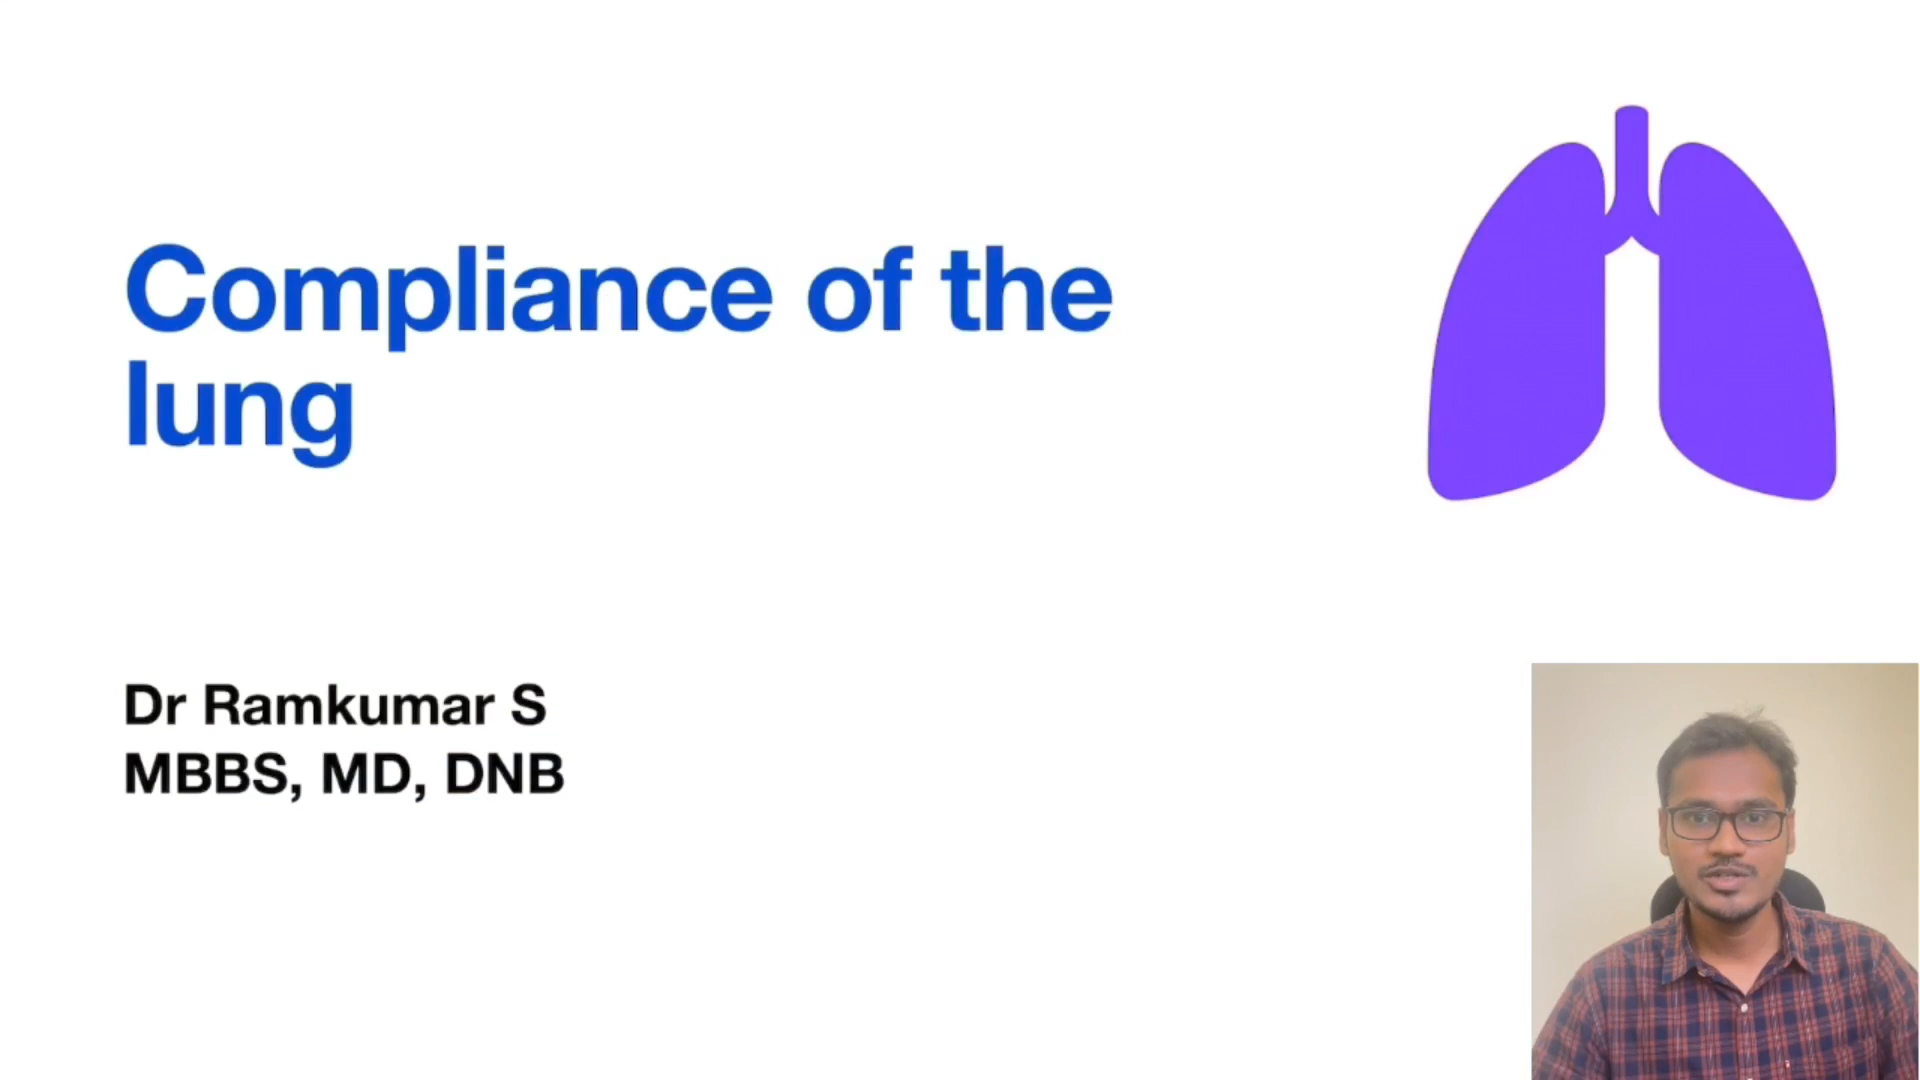 Compliance of the
lung
Dr Ramkumar S
MBBS, MD, DNB